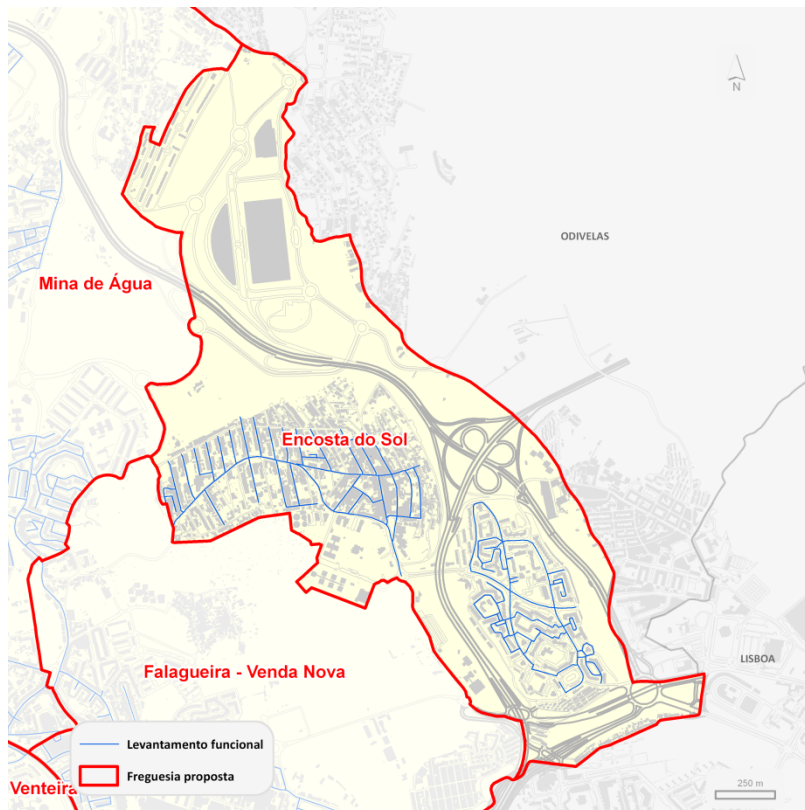 N
ODIVELAS
Mina de Água
Encosta do Sol
LISBOA
Falagueira - Venda Nova
Levantamento funcional
Freguesia proposta
Venteira
250 m